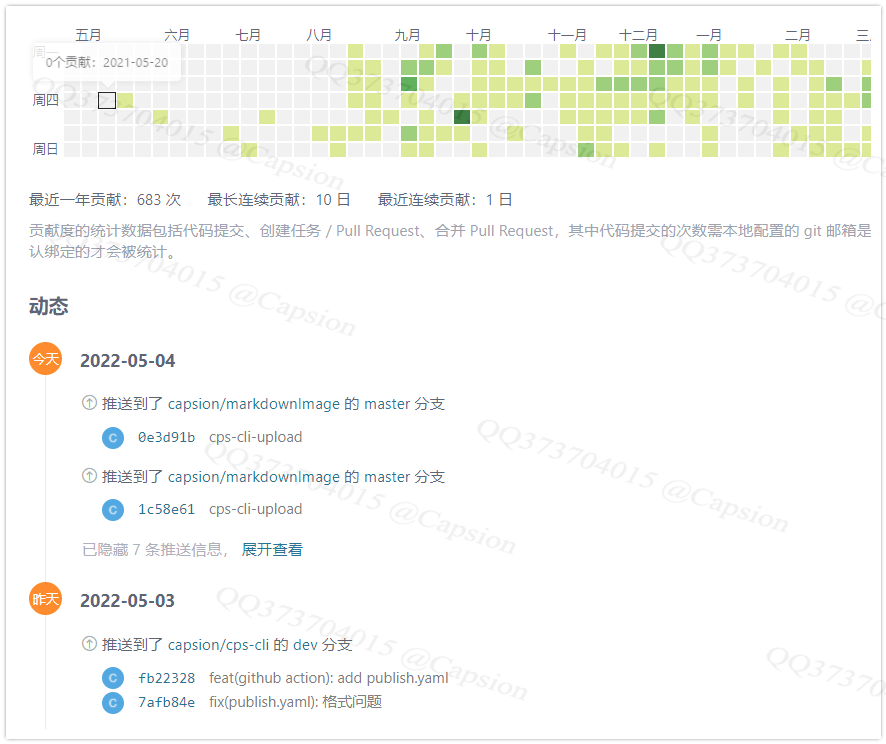 五月 六月 七月 八月 九月 十月 十一月 十二月 一月 二月 三
周一
0个贡献：2021-05-20
周四
周日
最近一年贡献：683 次 最长连续贡献：10 日 最近连续贡献：1 日
贡献度的统计数据包括代码提交、创建任务 / Pull Request、合并 Pull Request，其中代码提交的次数需本地配置的 git 邮箱是
认绑定的才会被统计。
动态
今天 2022-05-04
推送到了 capsion/markdownImage 的 master 分支
C 0e3d91b cps-cli-upload
推送到了 capsion/markdownImage 的 master 分支
C 1c58e61 cps-cli-upload
已隐藏 7 条推送信息， 展开查看
昨天 2022-05-03
推送到了 capsion/cps-cli 的 dev 分支
C fb22328 feat(github action): add publish.yaml
C 7afb84e fix(publish.yaml): 格式问题
QQ373704015 @Capsion